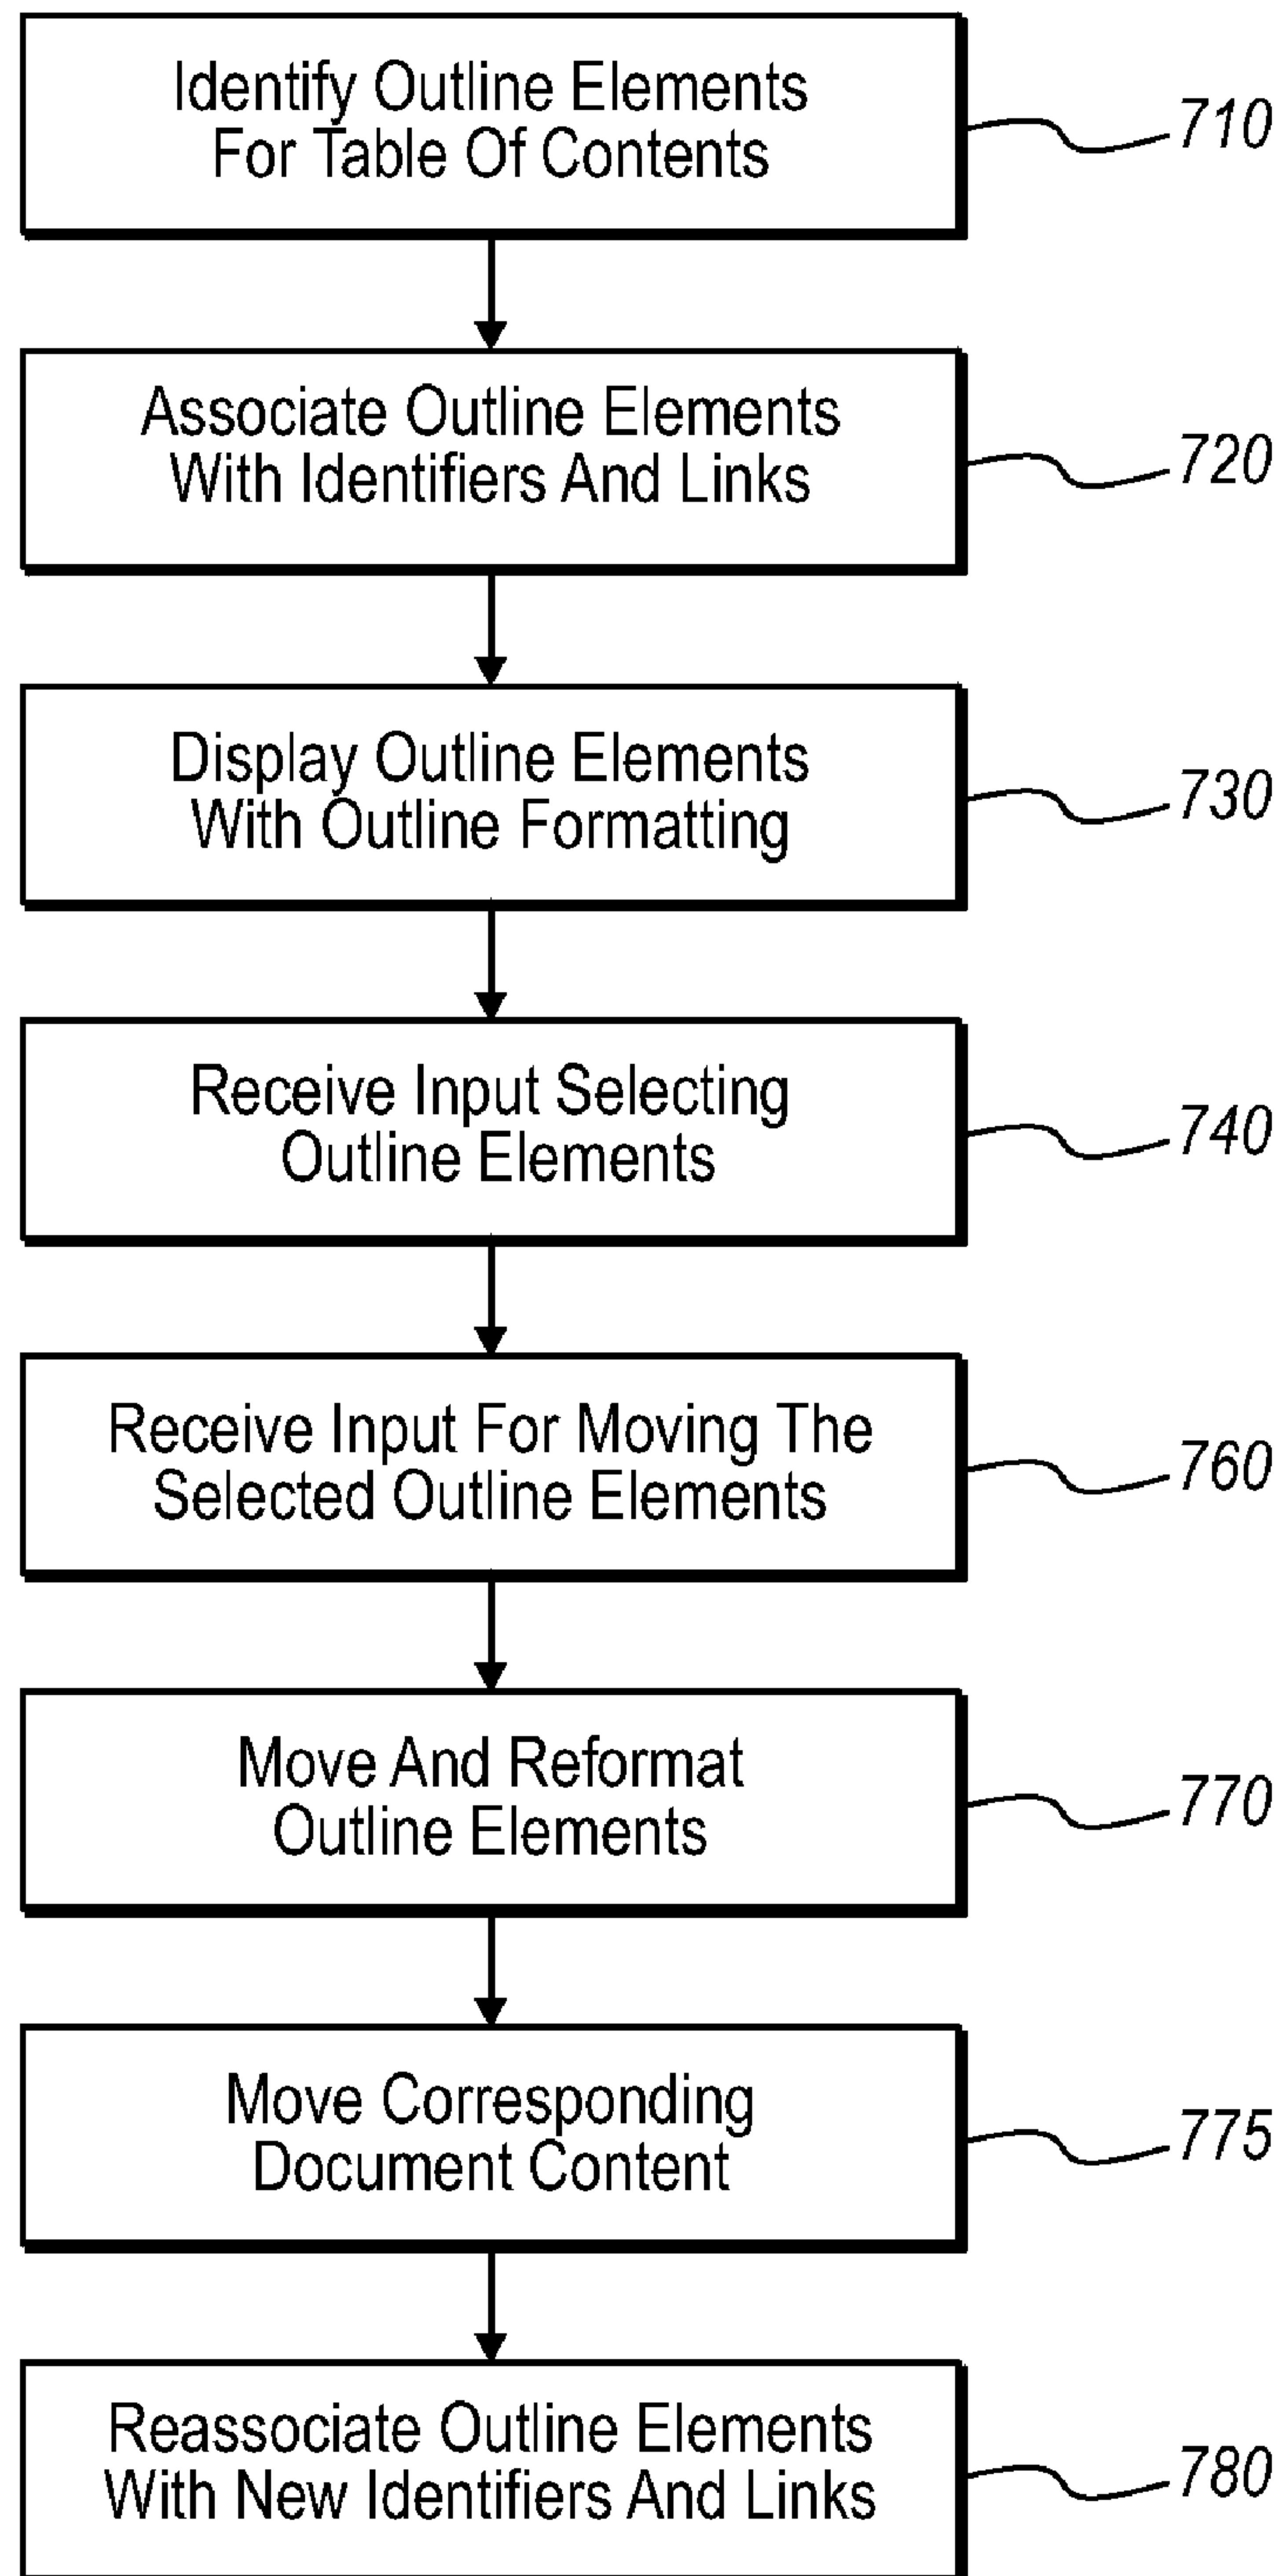 Identify Outline Elements
For Table Of Contents
710
Associate Outline Elements
With Identifiers And Links
720
Display Outline Elements
With Outline Formatting
730
Receive Input Selecting
Outline Elements
740
Receive Input For Moving The
Selected Outline Elements
760
Move And Reformat
Outline Elements
770
Move Corresponding
Document Content
775
Reassociate Outline Elements
With New Identifiers And Links
780